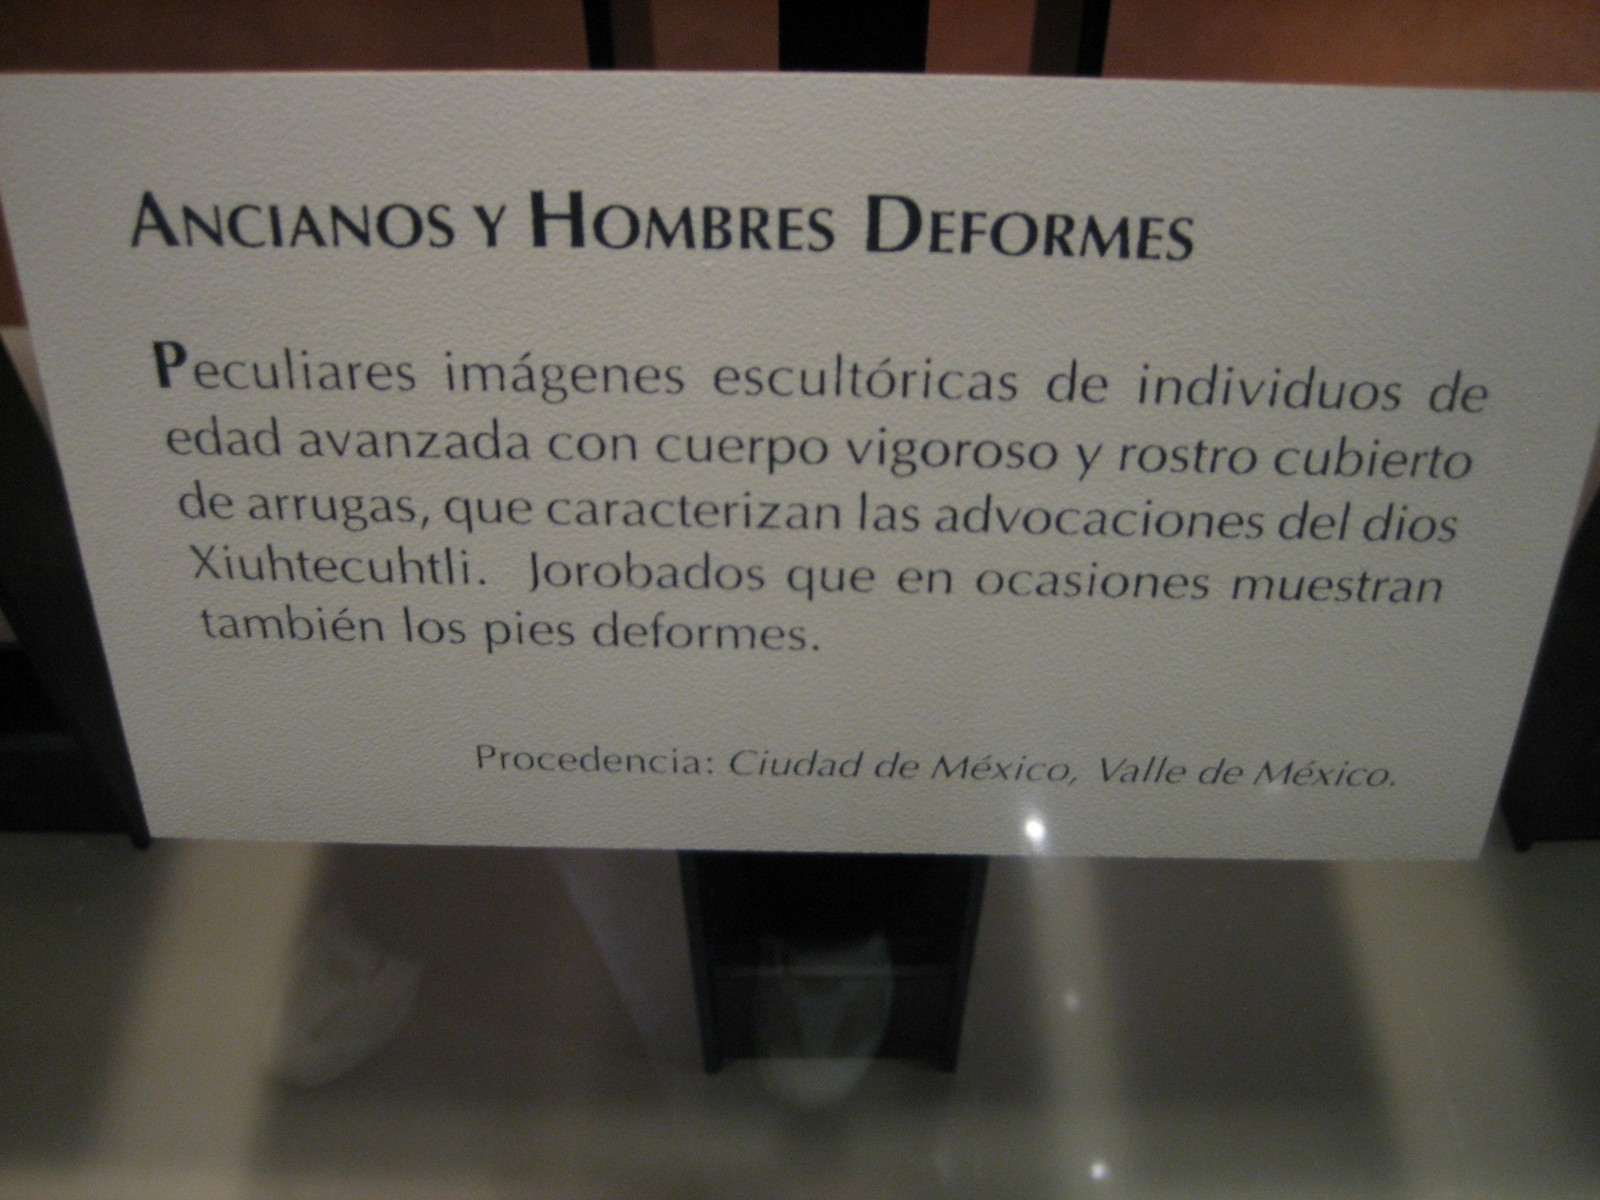 ANCIANOS Y HOMBRES DEFORMES
Peculiares imágenes escultóricas de individuos de
edad avanzada con cuerpo vigoroso y rostro cubierto
de arrugas, que caracterizan las advocaciones del dios
Xiuhtecuhtli. Jorobados que en ocasiones muestran
también los pies deformes.
Procedencia: Ciudad de México, Valle de México.